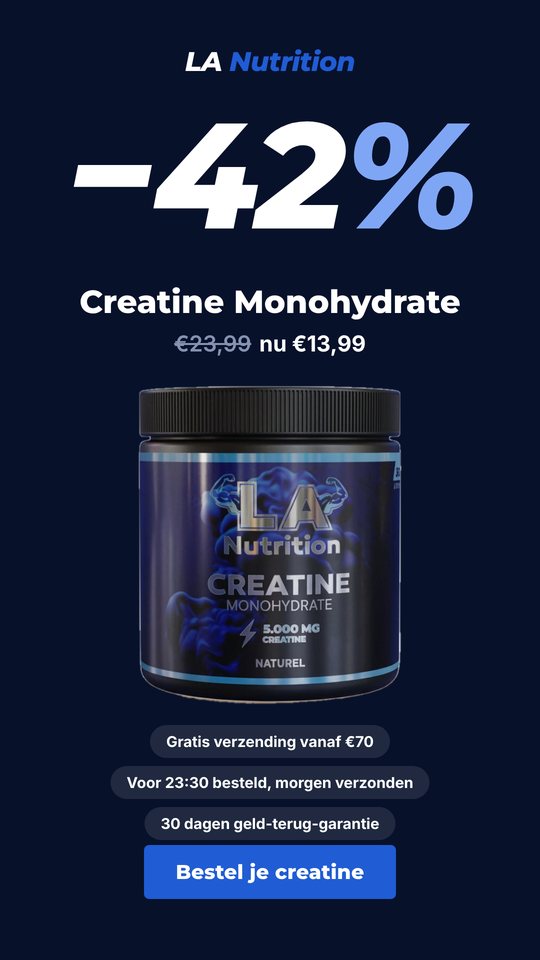 LA Nutrition
–42%
Creatine Monohydrate
€23,99 nu €13,99
LA
Nutrition
CREATINE
MONOHYDRATE
5.000 MG
CREATINE
NATUREL
Gratis verzending vanaf €70
Voor 23:30 besteld, morgen verzonden
30 dagen geld-terug-garantie
Bestel je creatine